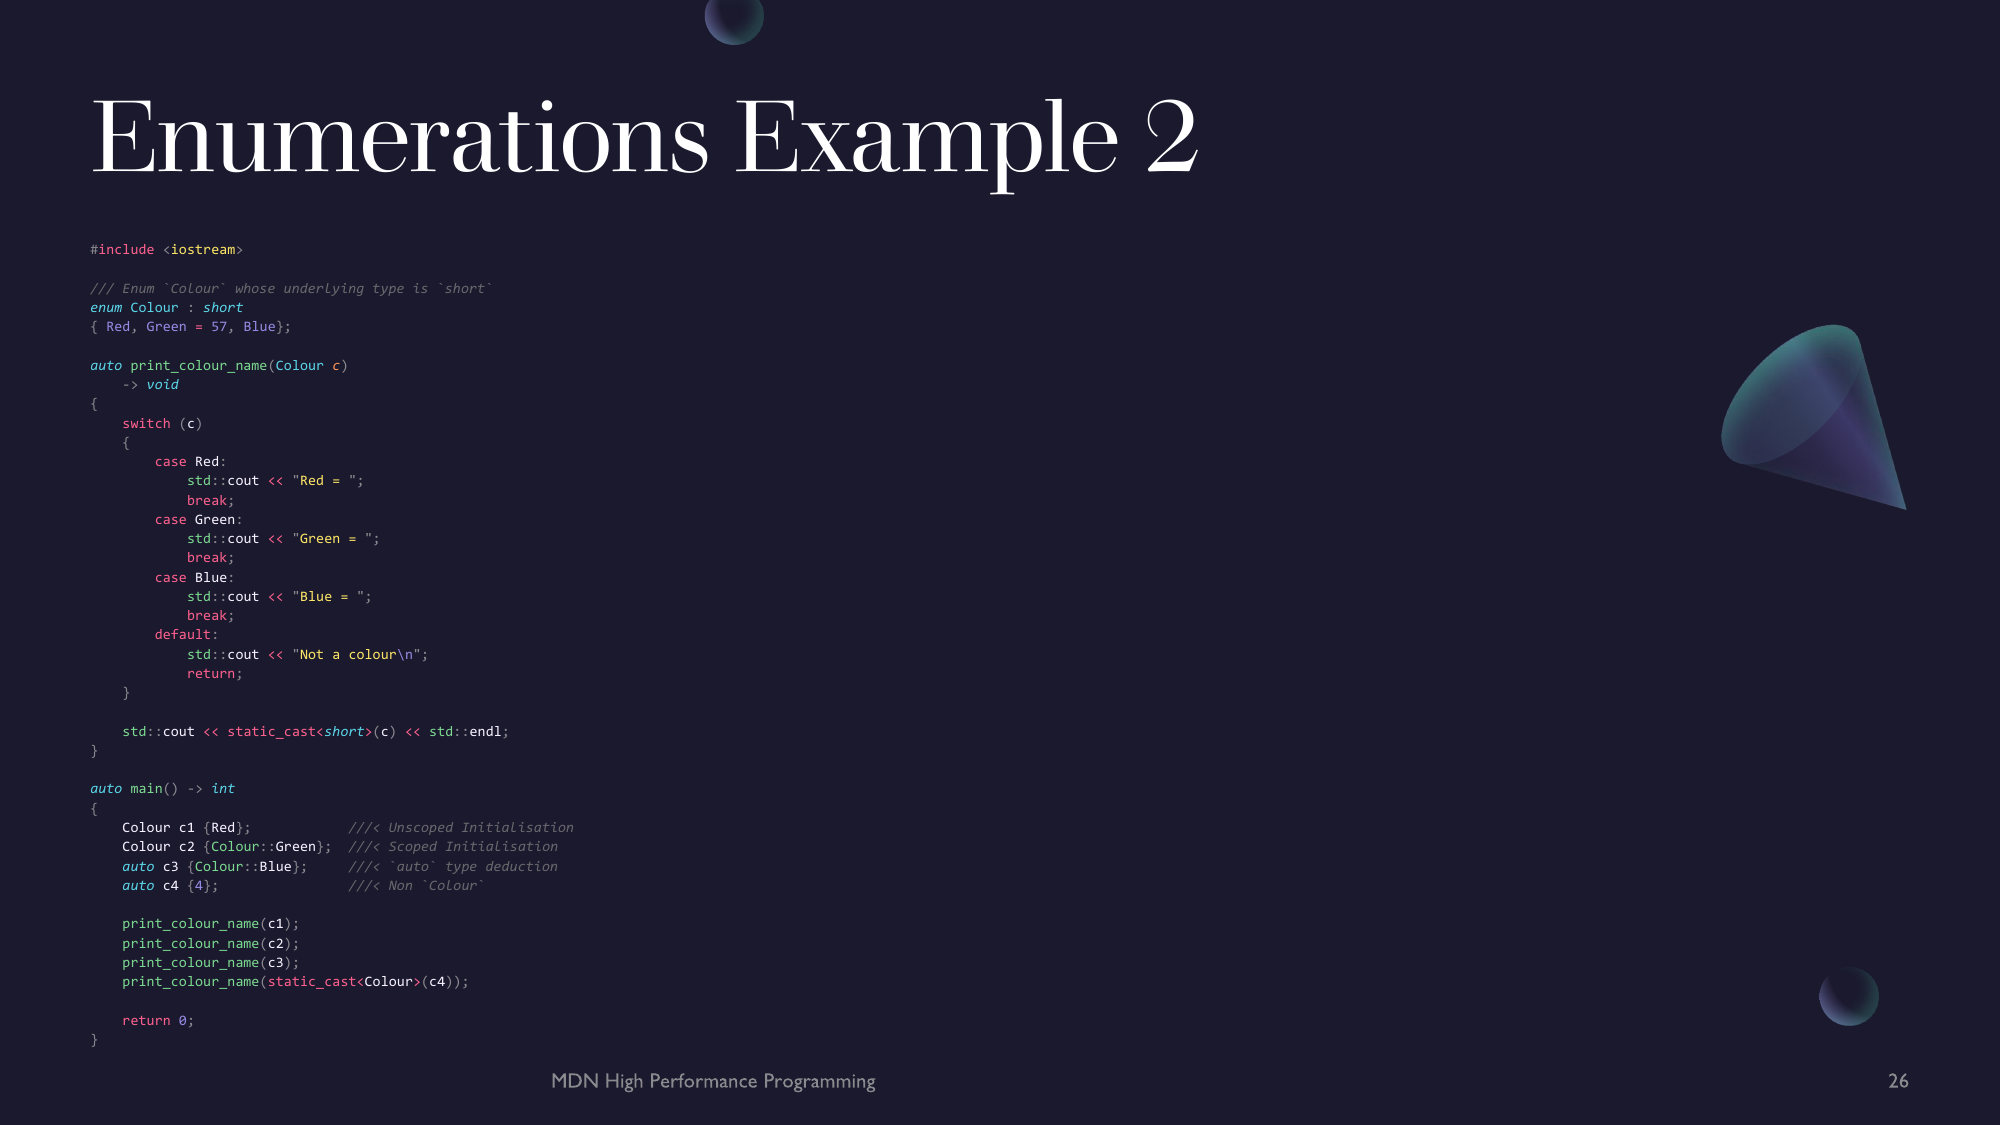 Enumerations Example 2
#include <iostream>
/// Enum `Colour` whose underlying type is `short`
enum Colour : short
{ Red, Green = 57, Blue};
auto print_colour_name(Colour c)
    -> void
{
    switch (c)
    {
        case Red:
            std::cout << "Red = ";
            break;
        case Green:
            std::cout << "Green = ";
            break;
        case Blue:
            std::cout << "Blue = ";
            break;
        default:
            std::cout << "Not a colour\n";
            return;
    }
    std::cout << static_cast<short>(c) << std::endl;
}
auto main() -> int
{
    Colour c1 {Red};            ///< Unscoped Initialisation
    Colour c2 {Colour::Green};  ///< Scoped Initialisation
    auto c3 {Colour::Blue};     ///< `auto` type deduction
    auto c4 {4};                ///< Non `Colour`
    print_colour_name(c1);
    print_colour_name(c2);
    print_colour_name(c3);
    print_colour_name(static_cast<Colour>(c4));
    return 0;
}
MDN High Performance Programming
26